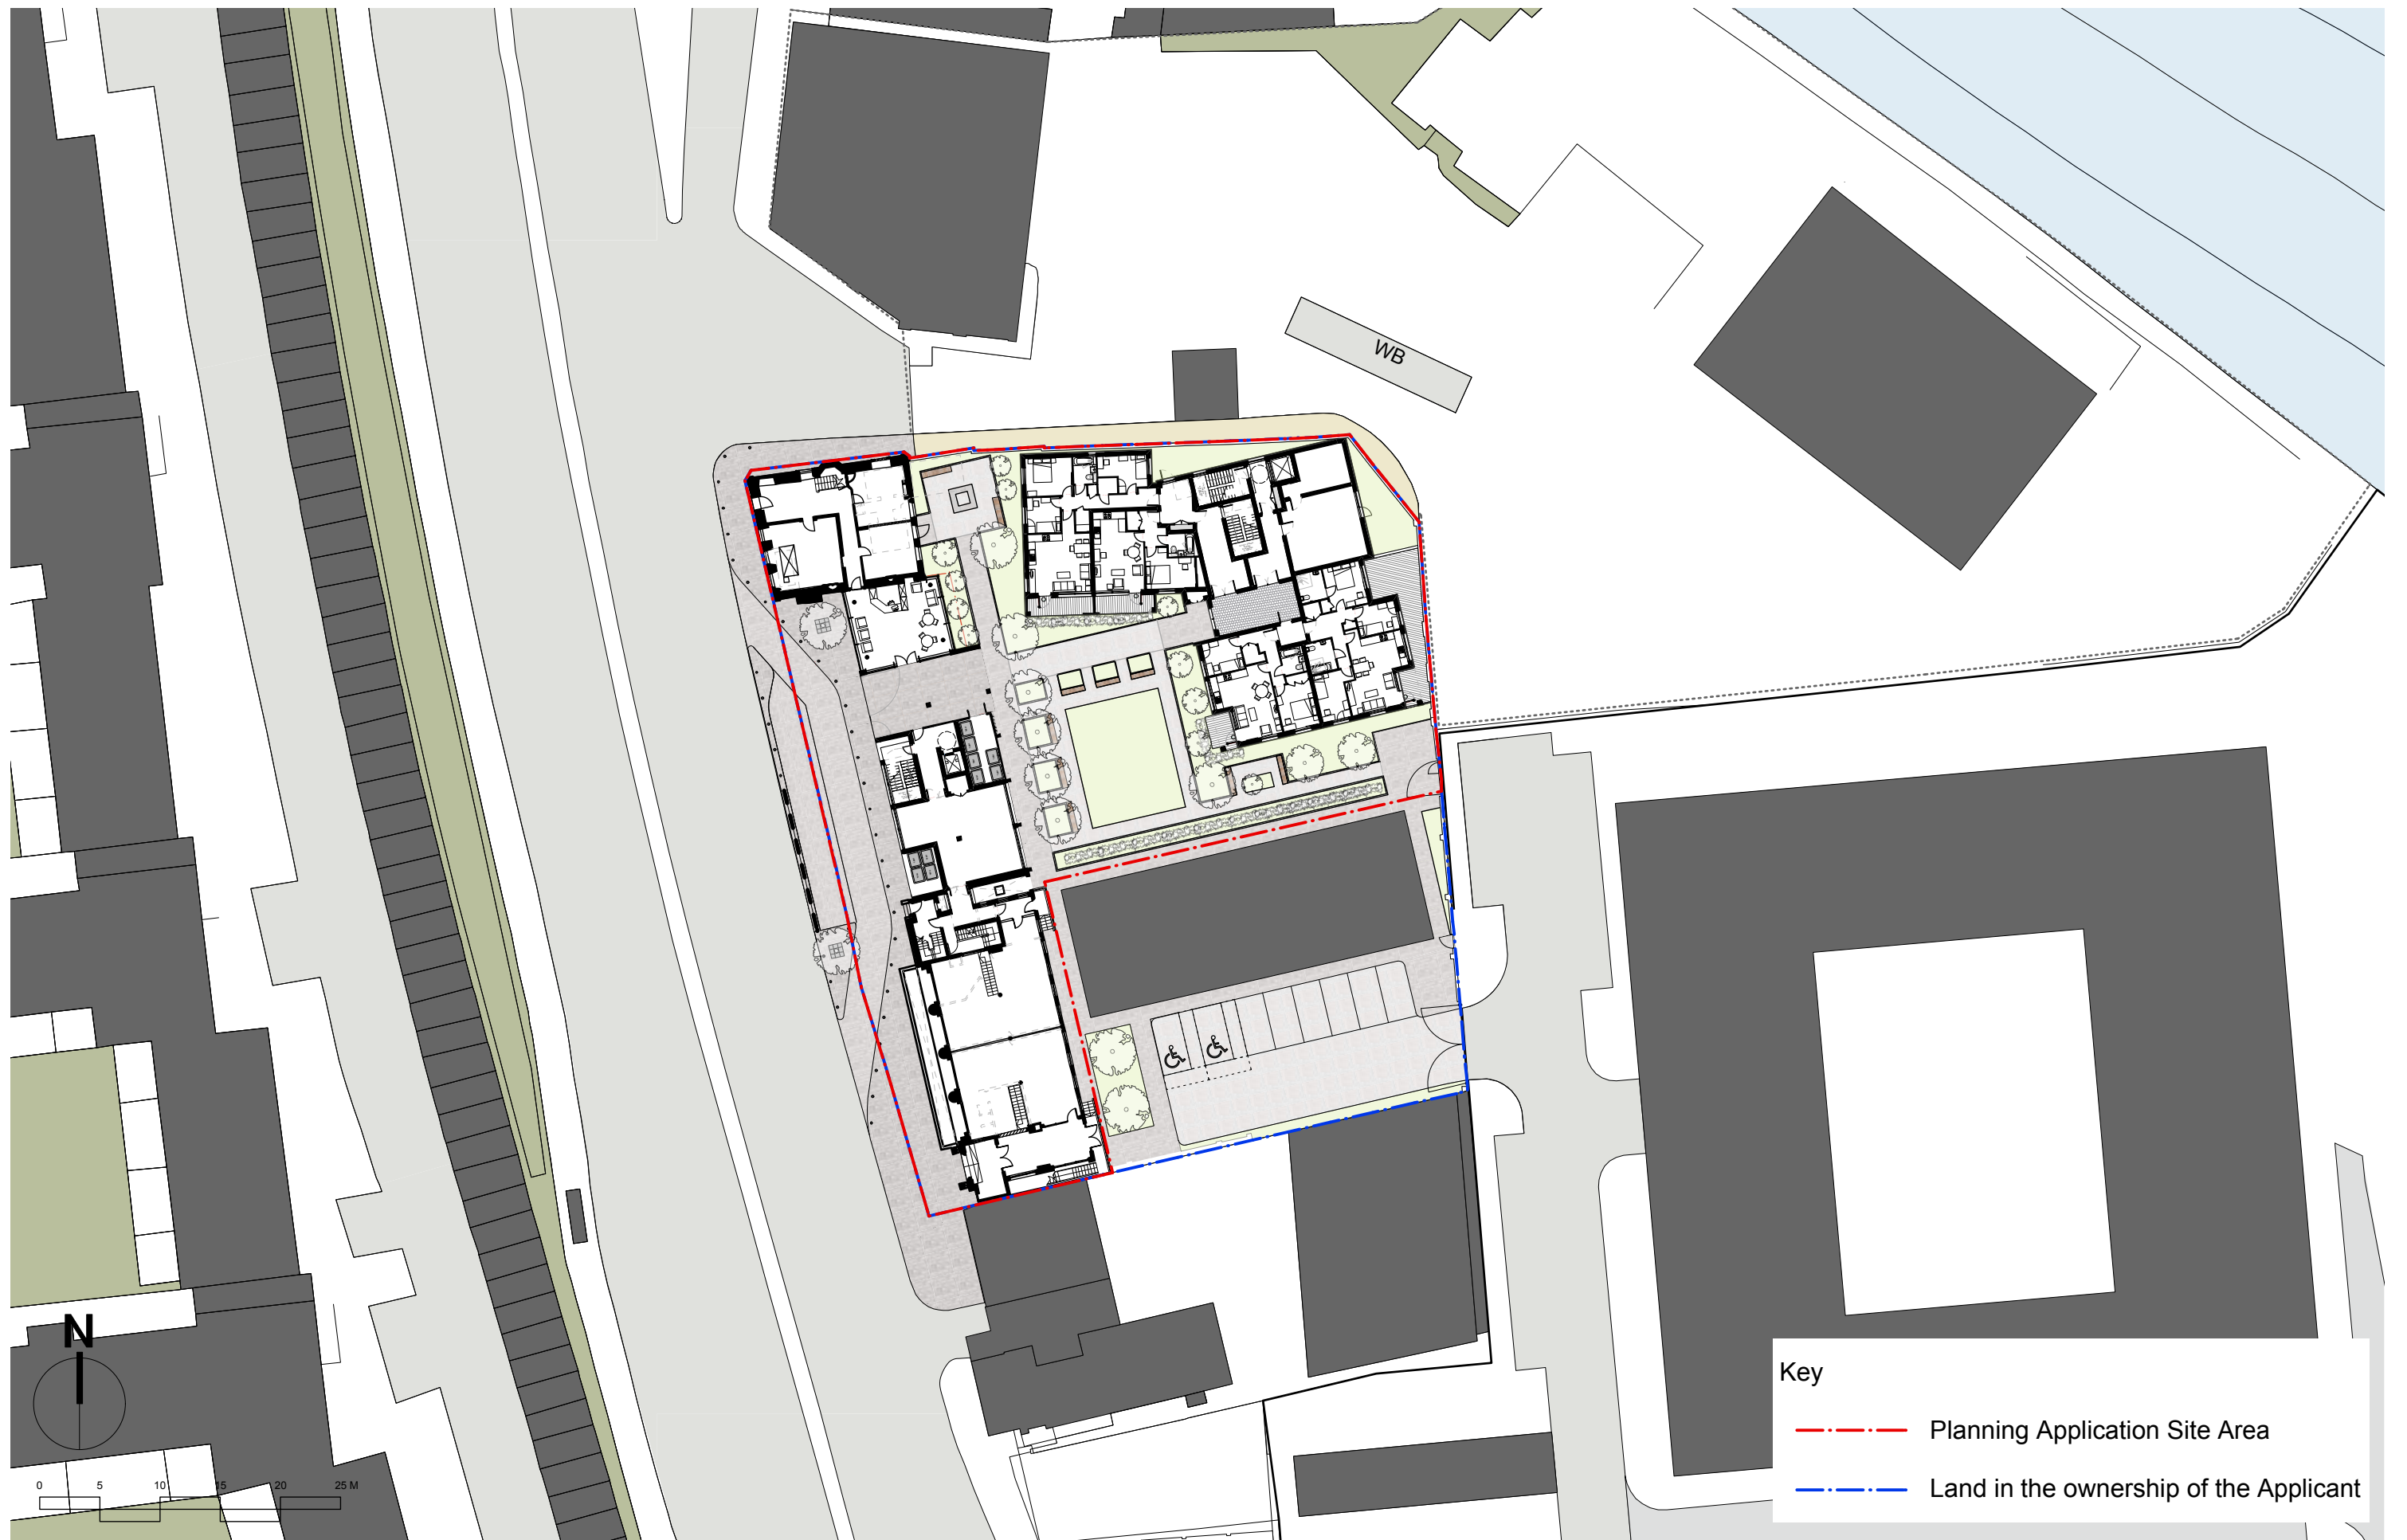 WB
N
0 5 10 15 20 25 M
Key
Planning Application Site Area
Land in the ownership of the Applicant